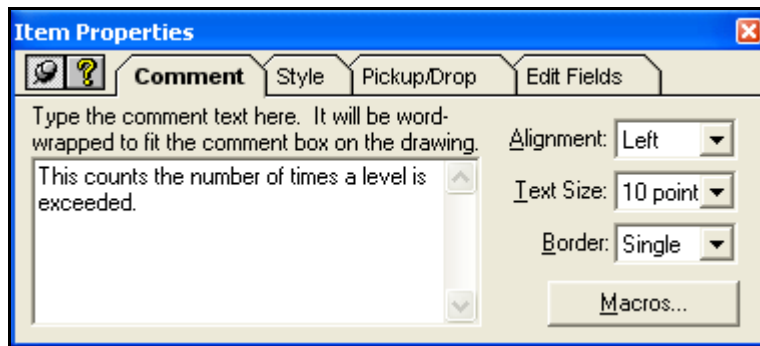 Item Properties
Comment
Style
Pickup/Drop
Edit Fields
Type the comment text here. It will be word-
wrapped to fit the comment box on the drawing.
This counts the number of times a level is
exceeded.
Alignment: Left
Text Size: 10 point
Border: Single
Macros...